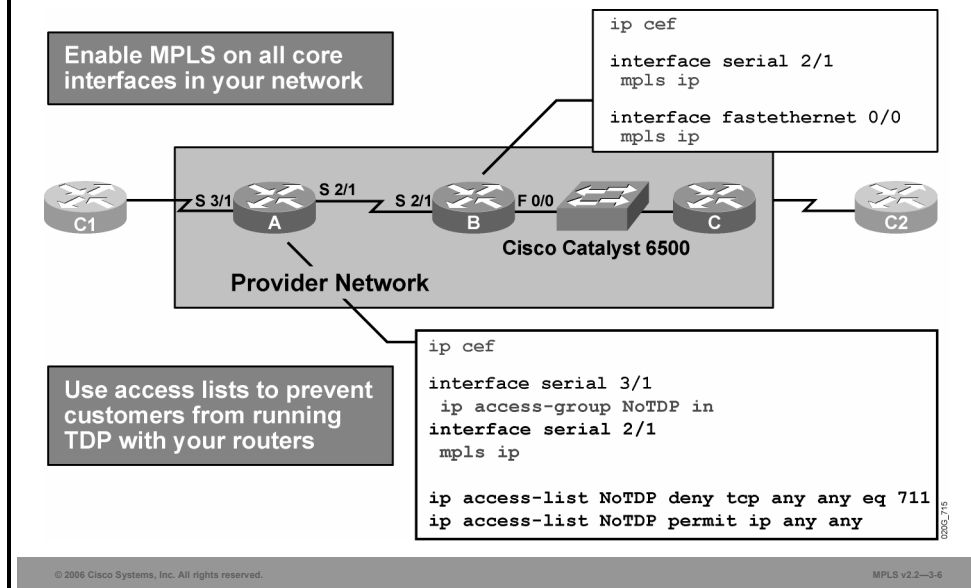 Enable MPLS on all core
interfaces in your network
ip cef
interface serial 2/1
mpls ip
interface fastethernet 0/0
mpls ip
C1
S 3/1
A
S 2/1
S 2/1
B
F 0/0
C
C2
Cisco Catalyst 6500
Provider Network
Use access lists to prevent
customers from running
TDP with your routers
ip cef
interface serial 3/1
ip access-group NoTDP in
interface serial 2/1
mpls ip
ip access-list NoTDP deny tcp any any eq 711
ip access-list NoTDP permit ip any any
020G_715
© 2006 Cisco Systems, Inc. All rights reserved.
MPLS v2.2—3-6